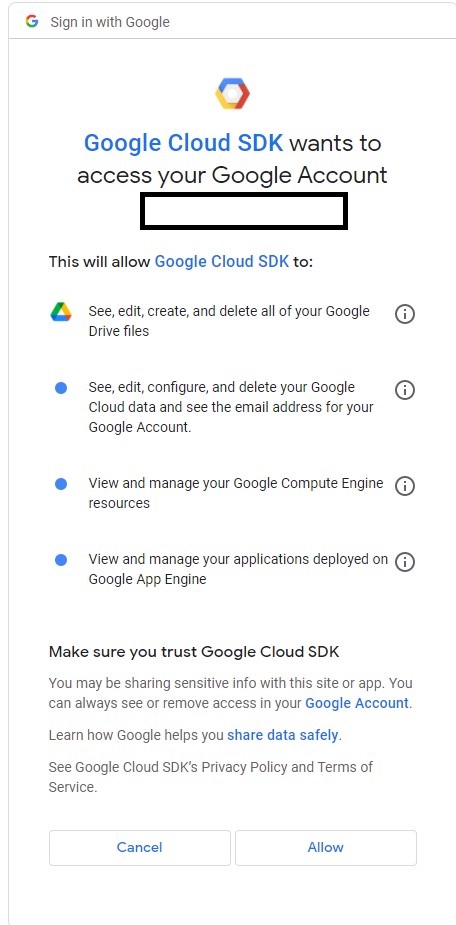 Sign in with Google
Google Cloud SDK wants to
access your Google Account
This will allow Google Cloud SDK to:
See, edit, create, and delete all of your Google
Drive files
See, edit, configure, and delete your Google
Cloud data and see the email address for your
Google Account.
View and manage your Google Compute Engine
resources
View and manage your applications deployed on
Google App Engine
Make sure you trust Google Cloud SDK
You may be sharing sensitive info with this site or app. You
can always see or remove access in your Google Account.
Learn how Google helps you share data safely.
See Google Cloud SDK's Privacy Policy and Terms of
Service.
Cancel
Allow